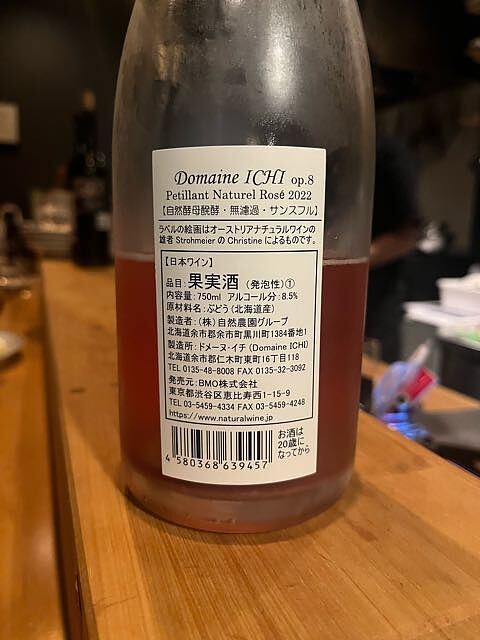 Domaine ICHI op.8
Petillant Naturel Rosé 2022
【自然酵母醗酵・無濾過・サンスフル】
ラベルの絵画はオーストリアナチュラルワインの
雄者 Strohmeier の Christine によるものです。
【日本ワイン】
品目:果実酒（発泡性）①
内容量:750ml アルコール分:8.5%
原材料名:ぶどう（北海道産）
製造者:（株）自然農園グループ
北海道余市郡余市町黒川町1384番地1
製造所:ドメーヌ・イチ (Domaine ICHI)
北海道余市郡仁木町東町16丁目118
TEL 0135-48-8008 FAX 0135-32-3092
発売元:BMO株式会社
東京都渋谷区恵比寿西1-15-9
TEL 03-5459-4334 FAX 03-5459-4248
https://www.naturalwine.jp
4 580368 639457
お酒は
20歳に
なってから